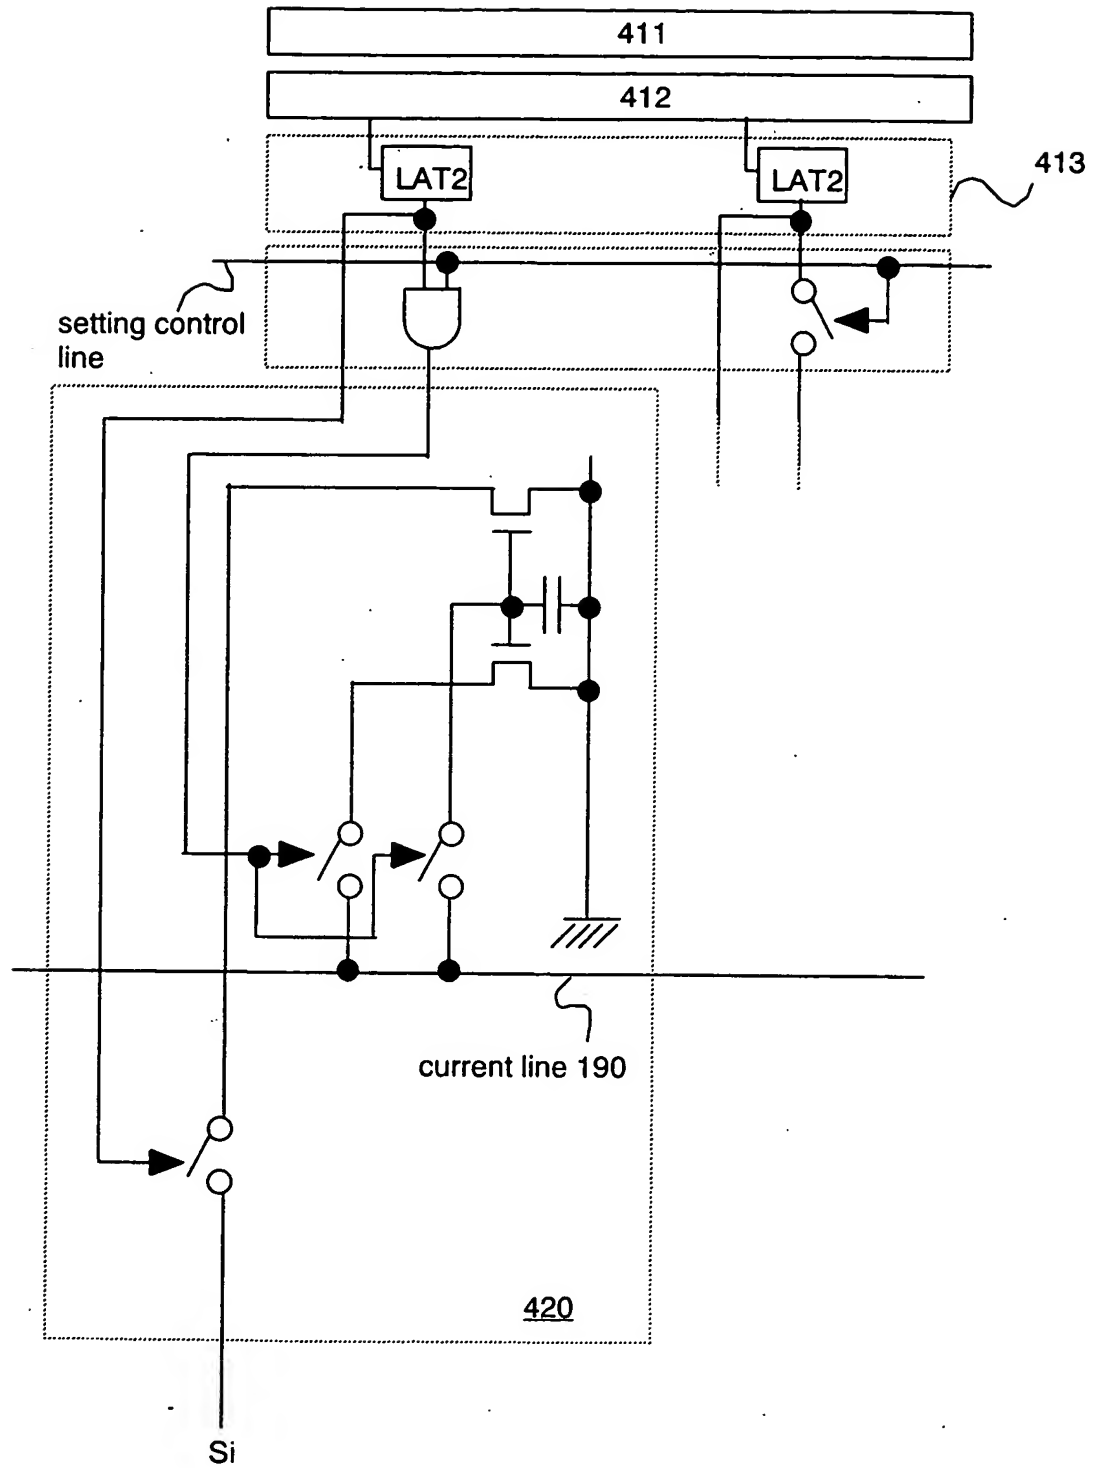 411
412
LAT2
LAT2
413
setting control
line
current line 190
420
Si